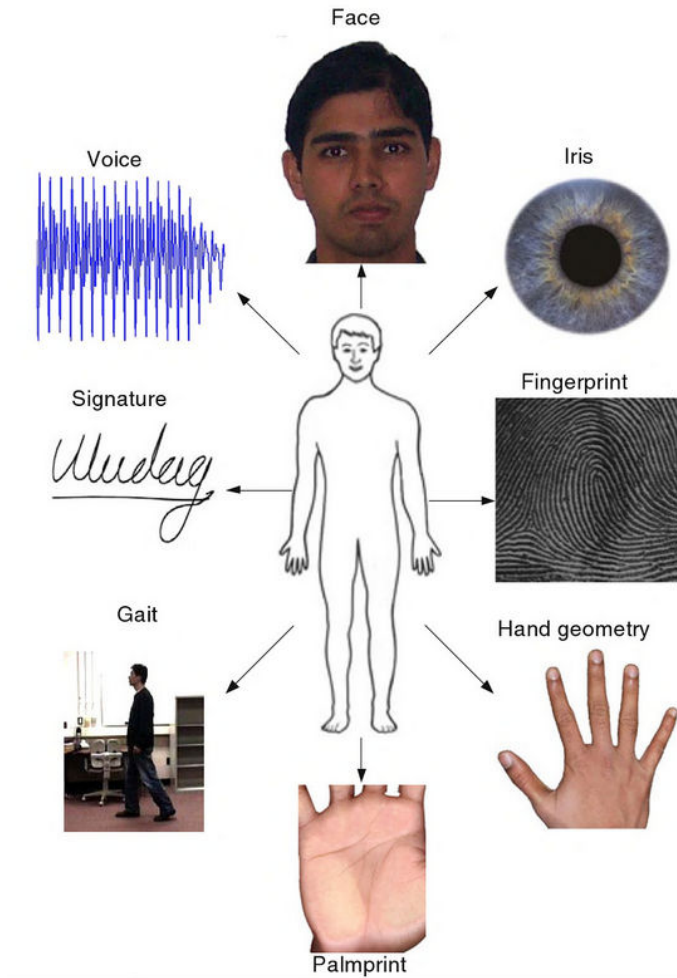 Face
Voice
Iris
Signature
Fingerprint
Gait
Hand geometry
Palmprint